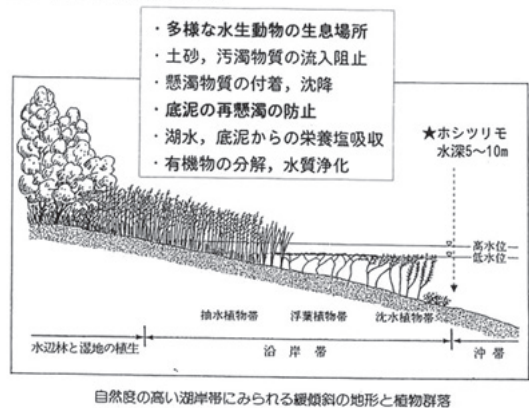 ・多様な水生動物の生息場所
・土砂，汚濁物質の流入阻止
・懸濁物質の付着，沈降
・底泥の再懸濁の防止
・湖水，底泥からの栄養塩吸収
・有機物の分解，水質浄化
★ホシツリモ
水深5〜10m
高水位
低水位
抽水植物帯
浮葉植物帯
沈水植物帯
水辺林と湿地の植生
沿岸帯
沖帯
自然度の高い湖岸帯にみられる緩傾斜の地形と植物群落